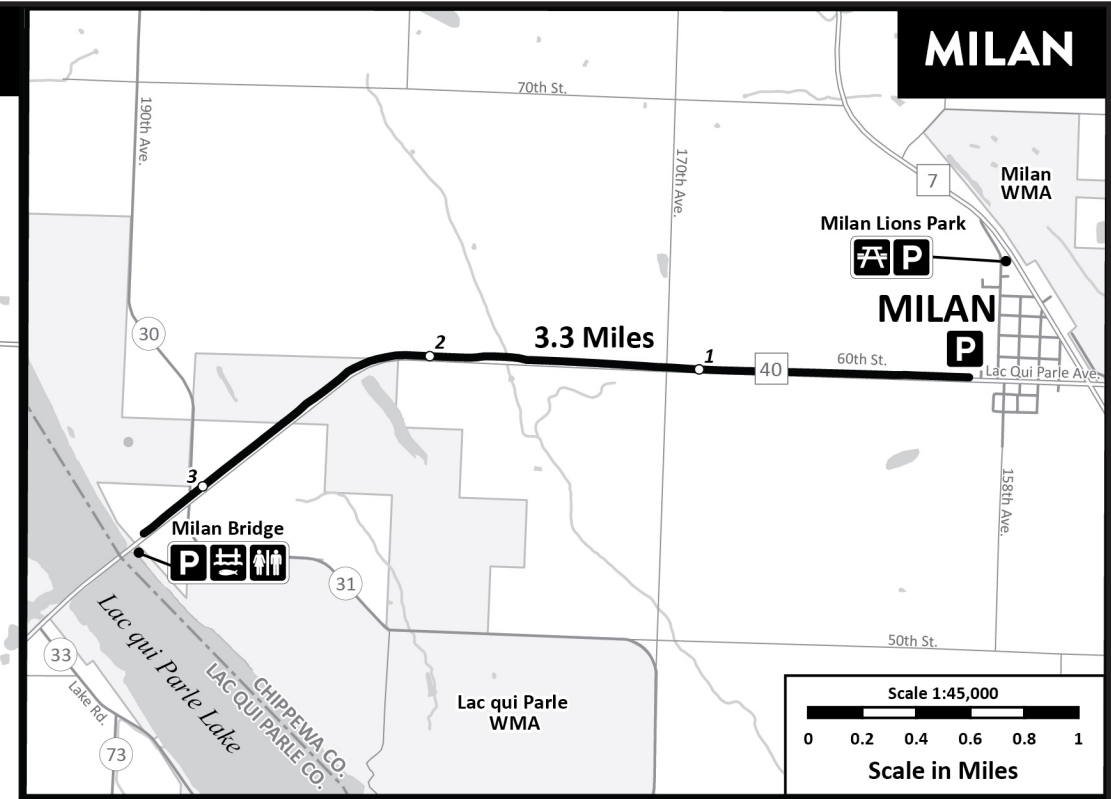 MILAN
70th St.
190th Ave.
170th Ave.
7
Milan
WMA
Milan Lions Park
P
MILAN
P
30
2
3.3 Miles
1
40
60th St.
Lac Qui Parle Ave.
3
158th Ave.
Milan Bridge
P
31
33
Lake Rd.
73
Lac qui Parle Lake
CHIPPEWA CO.
LAC QUI PARLE CO.
50th St.
Lac qui Parle
WMA
Scale 1:45,000
0 0.2 0.4 0.6 0.8 1
Scale in Miles